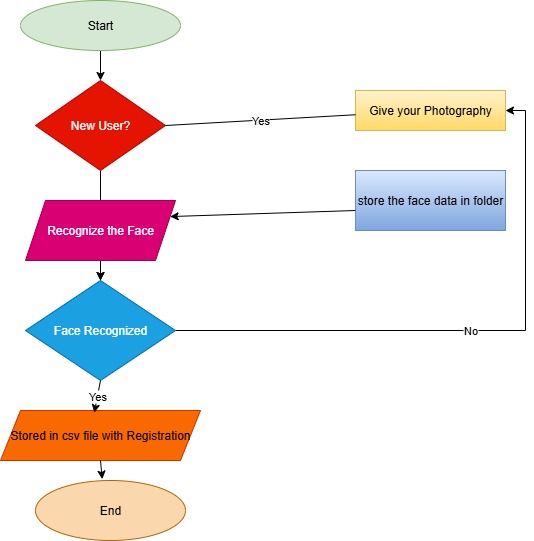 Start
New User?
Yes
Give your Photography
store the face data in folder
Recognize the Face
Face Recognized
No
Yes
Stored in csv file with Registration
End